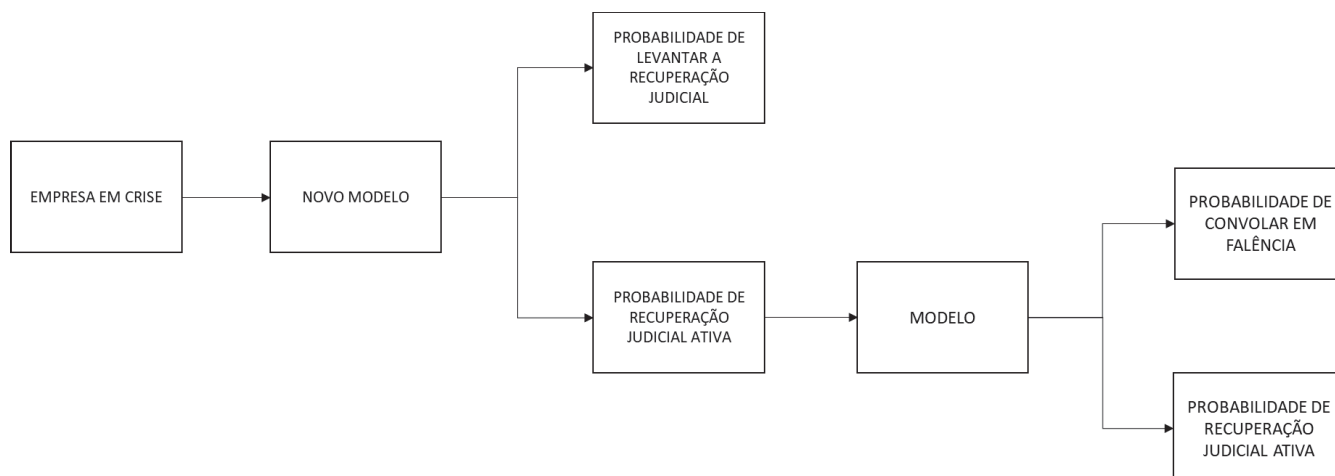 PROBABILIDADE DE
LEVANTAR A
RECUPERAÇÃO
JUDICIAL
EMPRESA EM CRISE
NOVO MODELO
PROBABILIDADE DE
RECUPERAÇÃO
JUDICIAL ATIVA
MODELO
PROBABILIDADE DE
CONVOLAR EM
FALÊNCIA
PROBABILIDADE DE
RECUPERAÇÃO
JUDICIAL ATIVA